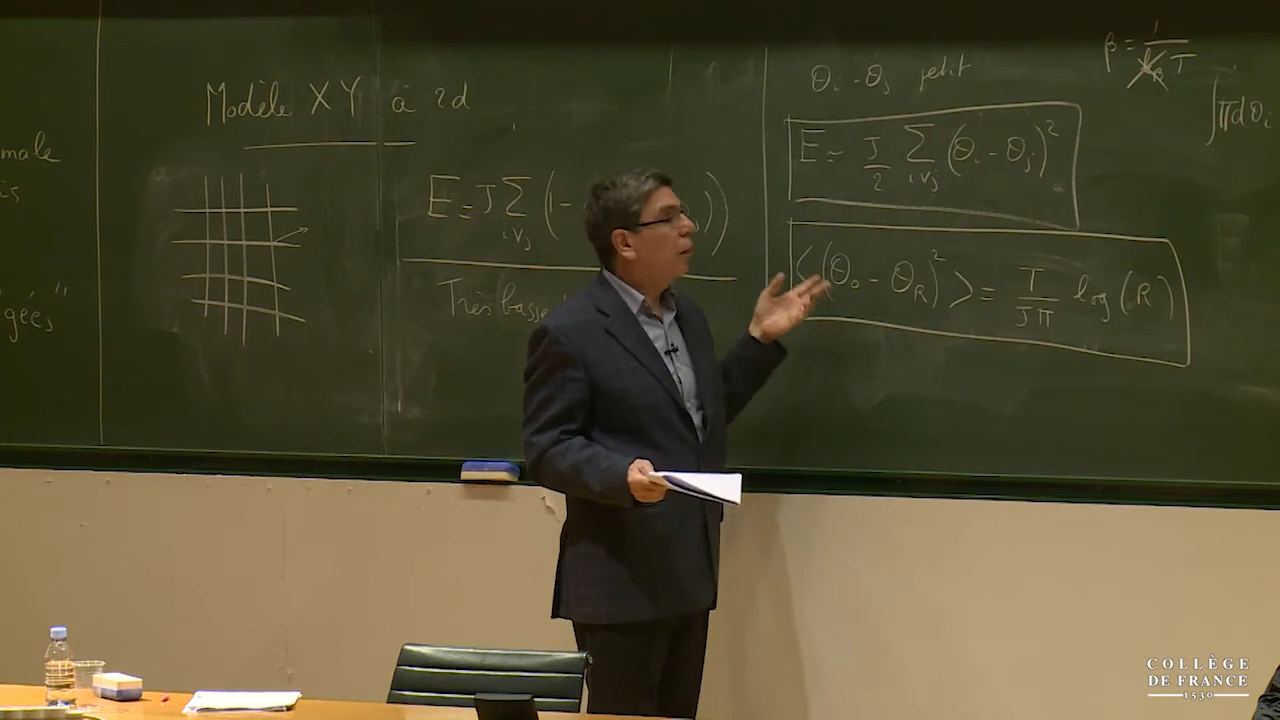 male
is
gées"
Modèle XY à 2d
E = J Σ (1 - ))
i v j
Très basse
θi - θj petit
E ≃ J/2 Σ (θi - θj)²
i v j
< (θ₀ - θR)² > = T/Jπ log(R)
β = 1/kB T
∫ ∏ dθi
COLLÈGE
DE FRANCE
1530